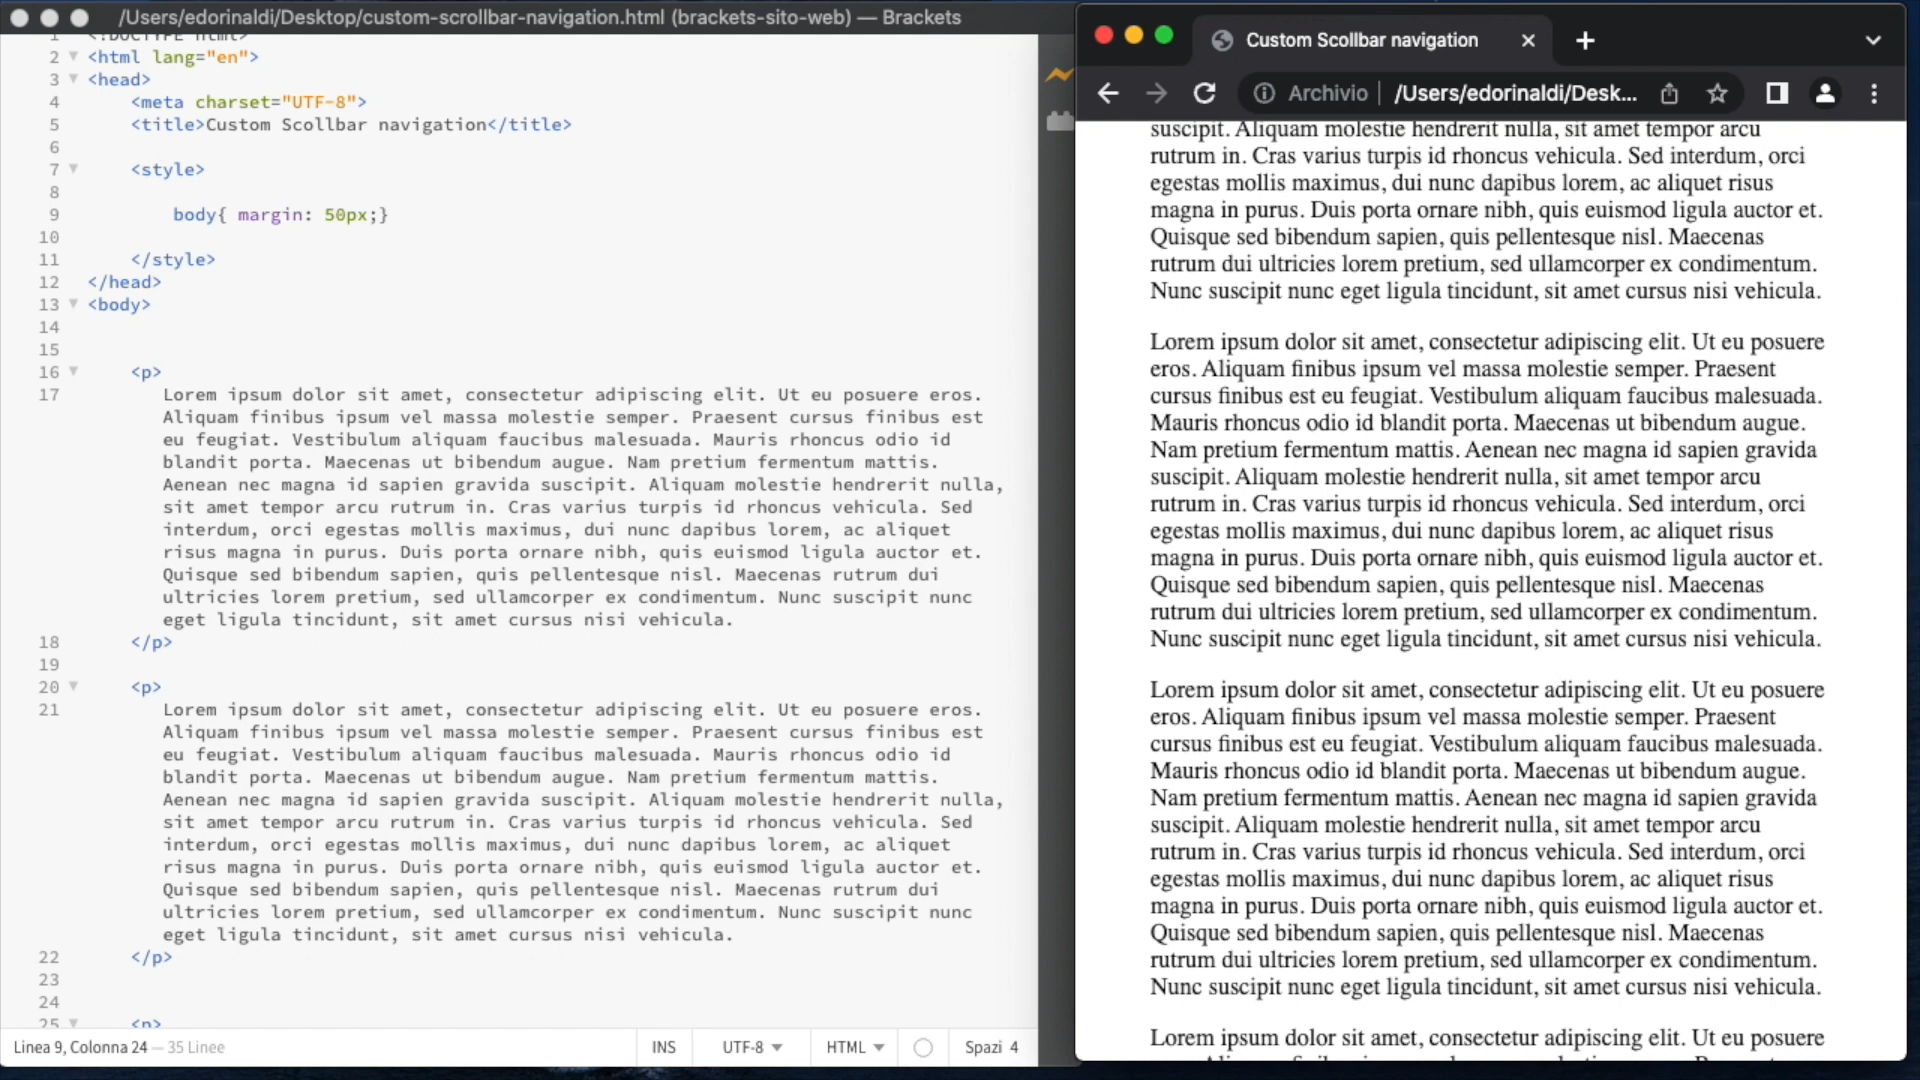 /Users/edorinaldi/Desktop/custom-scrollbar-navigation.html (brackets-sito-web) — Brackets
1 <!DOCTYPE html>
2 <html lang="en">
3 <head>
4 <meta charset="UTF-8">
5 <title>Custom Scollbar navigation</title>
6
7 <style>
8
9 body{ margin: 50px;}
10
11 </style>
12 </head>
13 <body>
14
15
16 <p>
17 Lorem ipsum dolor sit amet, consectetur adipiscing elit. Ut eu posuere eros.
Aliquam finibus ipsum vel massa molestie semper. Praesent cursus finibus est
eu feugiat. Vestibulum aliquam faucibus malesuada. Mauris rhoncus odio id
blandit porta. Maecenas ut bibendum augue. Nam pretium fermentum mattis.
Aenean nec magna id sapien gravida suscipit. Aliquam molestie hendrerit nulla,
sit amet tempor arcu rutrum in. Cras varius turpis id rhoncus vehicula. Sed
interdum, orci egestas mollis maximus, dui nunc dapibus lorem, ac aliquet
risus magna in purus. Duis porta ornare nibh, quis euismod ligula auctor et.
Quisque sed bibendum sapien, quis pellentesque nisl. Maecenas rutrum dui
ultricies lorem pretium, sed ullamcorper ex condimentum. Nunc suscipit nunc
eget ligula tincidunt, sit amet cursus nisi vehicula.
18 </p>
19
20 <p>
21 Lorem ipsum dolor sit amet, consectetur adipiscing elit. Ut eu posuere eros.
Aliquam finibus ipsum vel massa molestie semper. Praesent cursus finibus est
eu feugiat. Vestibulum aliquam faucibus malesuada. Mauris rhoncus odio id
blandit porta. Maecenas ut bibendum augue. Nam pretium fermentum mattis.
Aenean nec magna id sapien gravida suscipit. Aliquam molestie hendrerit nulla,
sit amet tempor arcu rutrum in. Cras varius turpis id rhoncus vehicula. Sed
interdum, orci egestas mollis maximus, dui nunc dapibus lorem, ac aliquet
risus magna in purus. Duis porta ornare nibh, quis euismod ligula auctor et.
Quisque sed bibendum sapien, quis pellentesque nisl. Maecenas rutrum dui
ultricies lorem pretium, sed ullamcorper ex condimentum. Nunc suscipit nunc
eget ligula tincidunt, sit amet cursus nisi vehicula.
22 </p>
23
24
25 <p>
Linea 9, Colonna 24 — 35 Linee
INS
UTF-8
HTML
Spazi 4
Custom Scollbar navigation
Archivio
/Users/edorinaldi/Desk...
suscipit. Aliquam molestie hendrerit nulla, sit amet tempor arcu
rutrum in. Cras varius turpis id rhoncus vehicula. Sed interdum, orci
egestas mollis maximus, dui nunc dapibus lorem, ac aliquet risus
magna in purus. Duis porta ornare nibh, quis euismod ligula auctor et.
Quisque sed bibendum sapien, quis pellentesque nisl. Maecenas
rutrum dui ultricies lorem pretium, sed ullamcorper ex condimentum.
Nunc suscipit nunc eget ligula tincidunt, sit amet cursus nisi vehicula.
Lorem ipsum dolor sit amet, consectetur adipiscing elit. Ut eu posuere
eros. Aliquam finibus ipsum vel massa molestie semper. Praesent
cursus finibus est eu feugiat. Vestibulum aliquam faucibus malesuada.
Mauris rhoncus odio id blandit porta. Maecenas ut bibendum augue.
Nam pretium fermentum mattis. Aenean nec magna id sapien gravida
suscipit. Aliquam molestie hendrerit nulla, sit amet tempor arcu
rutrum in. Cras varius turpis id rhoncus vehicula. Sed interdum, orci
egestas mollis maximus, dui nunc dapibus lorem, ac aliquet risus
magna in purus. Duis porta ornare nibh, quis euismod ligula auctor et.
Quisque sed bibendum sapien, quis pellentesque nisl. Maecenas
rutrum dui ultricies lorem pretium, sed ullamcorper ex condimentum.
Nunc suscipit nunc eget ligula tincidunt, sit amet cursus nisi vehicula.
Lorem ipsum dolor sit amet, consectetur adipiscing elit. Ut eu posuere
eros. Aliquam finibus ipsum vel massa molestie semper. Praesent
cursus finibus est eu feugiat. Vestibulum aliquam faucibus malesuada.
Mauris rhoncus odio id blandit porta. Maecenas ut bibendum augue.
Nam pretium fermentum mattis. Aenean nec magna id sapien gravida
suscipit. Aliquam molestie hendrerit nulla, sit amet tempor arcu
rutrum in. Cras varius turpis id rhoncus vehicula. Sed interdum, orci
egestas mollis maximus, dui nunc dapibus lorem, ac aliquet risus
magna in purus. Duis porta ornare nibh, quis euismod ligula auctor et.
Quisque sed bibendum sapien, quis pellentesque nisl. Maecenas
rutrum dui ultricies lorem pretium, sed ullamcorper ex condimentum.
Nunc suscipit nunc eget ligula tincidunt, sit amet cursus nisi vehicula.
Lorem ipsum dolor sit amet, consectetur adipiscing elit. Ut eu posuere